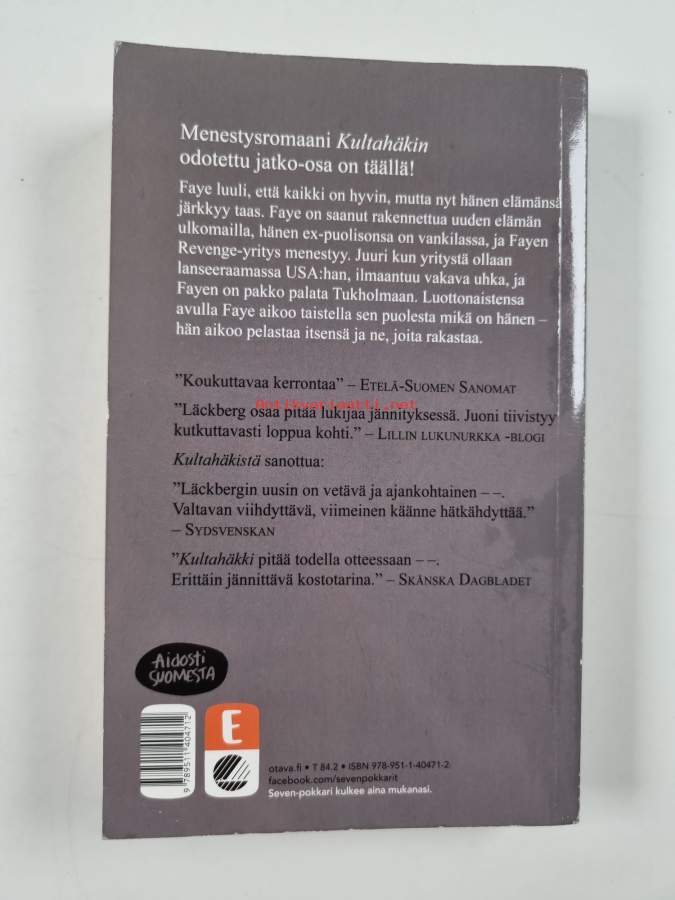 Menestysromaani Kultahäkin
odotettu jatko-osa on täällä!
Faye luuli, että kaikki on hyvin, mutta nyt hänen elämänsä
järkkyy taas. Faye on saanut rakennettua uuden elämän
ulkomailla, hänen ex-puolisonsa on vankilassa, ja Fayen
Revenge-yritys menestyy. Juuri kun yritystä ollaan
lanseeraamassa USA:han, ilmaantuu vakava uhka, ja
Fayen on pakko palata Tukholmaan. Luottonaistensa
avulla Faye aikoo taistella sen puolesta mikä on hänen –
hän aikoo pelastaa itsensä ja ne, joita rakastaa.
”Koukuttavaa kerrontaa” – ETELÄ-SUOMEN SANOMAT
Antikvariaatti.net
”Läckberg osaa pitää lukijaa jännityksessä. Juoni tiivistyy
kutkuttavasti loppua kohti.” – LILLIN LUKUNURKKA -BLOGI
Kultahäkistä sanottua:
”Läckbergin uusin on vetävä ja ajankohtainen – –.
Valtavan viihdyttävä, viimeinen käänne hätkähdyttää.”
– SYDSVENSKAN
”Kultahäkki pitää todella otteessaan – –.
Erittäin jännittävä kostotarina.” – SKÅNSKA DAGBLADET
Aidosti
SUOMESTA
9 789511 404712
E
otava.fi • T 84.2 • ISBN 978-951-1-40471-2
facebook.com/sevenpokkarit
Seven-pokkari kulkee aina mukanasi.